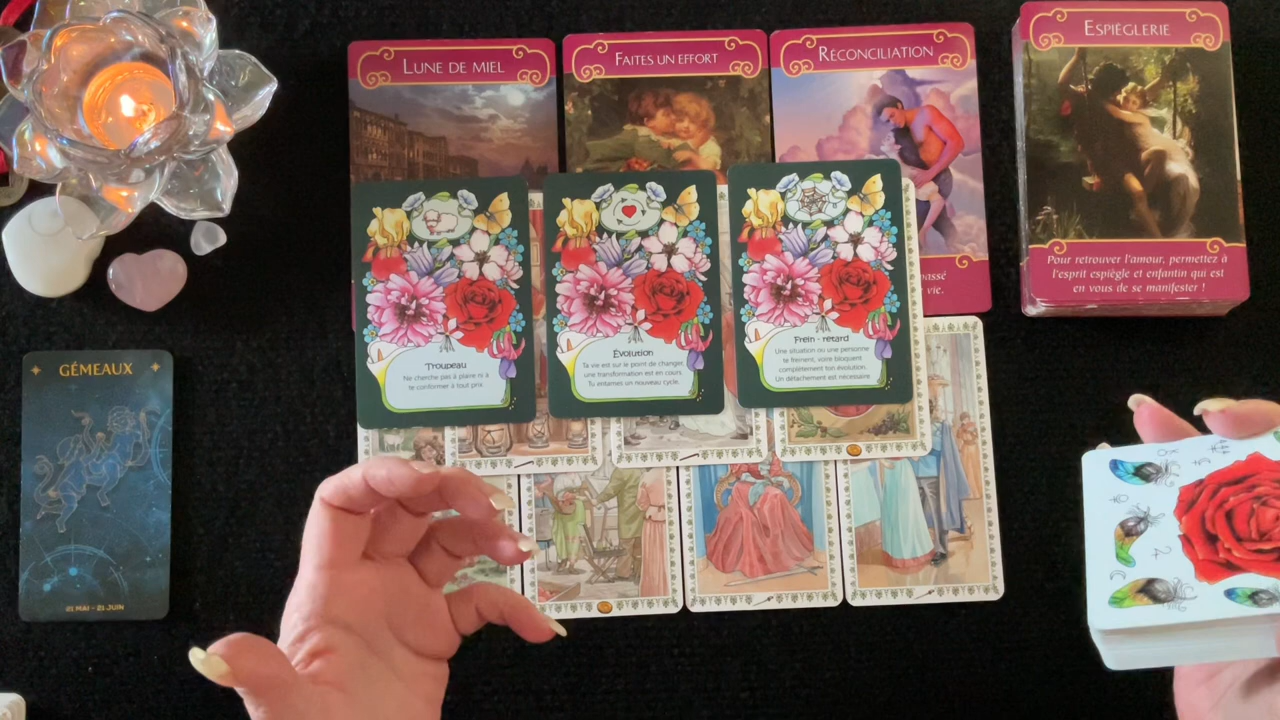 LUNE DE MIEL
FAITES UN EFFORT
RÉCONCILIATION
passé
vie.
ESPIÈGLERIE
Pour retrouver l'amour, permettez à
l'esprit espiègle et enfantin qui est
en vous de se manifester !
Troupeau
Ne cherche pas à plaire ni à
te conformer à tout prix.
Évolution
Ta vie est sur le point de changer,
une transformation est en cours.
Tu entames un nouveau cycle.
Frein - retard
Une situation ou une personne
te freinent, voire bloquent
complètement ton évolution.
Un détachement est nécessaire.
GÉMEAUX
21 MAI - 21 JUIN